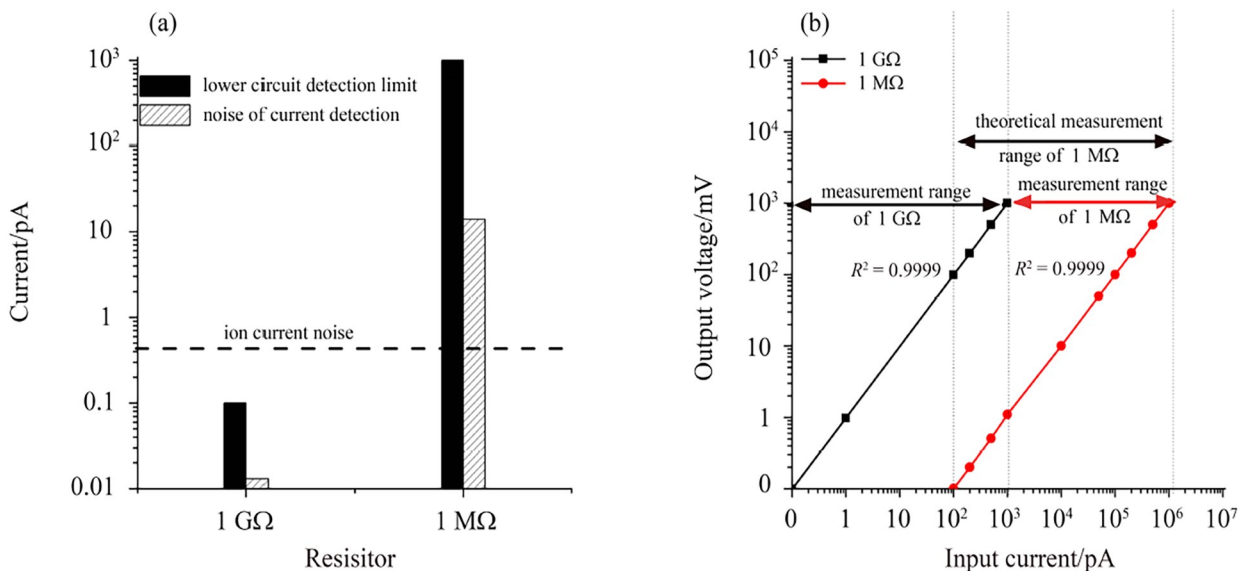 (a)
Current/pA
10³
10²
10
1
0.1
0.01
lower circuit detection limit
noise of current detection
ion current noise
1 GΩ
1 MΩ
Resisitor
(b)
Output voltage/mV
10⁵
10⁴
10³
10²
10
1
0
1 GΩ
1 MΩ
theoretical measurement
range of 1 MΩ
measurement range
of 1 GΩ
measurement range
of 1 MΩ
R² = 0.9999
R² = 0.9999
0
1
10
10²
10³
10⁴
10⁵
10⁶
10⁷
Input current/pA